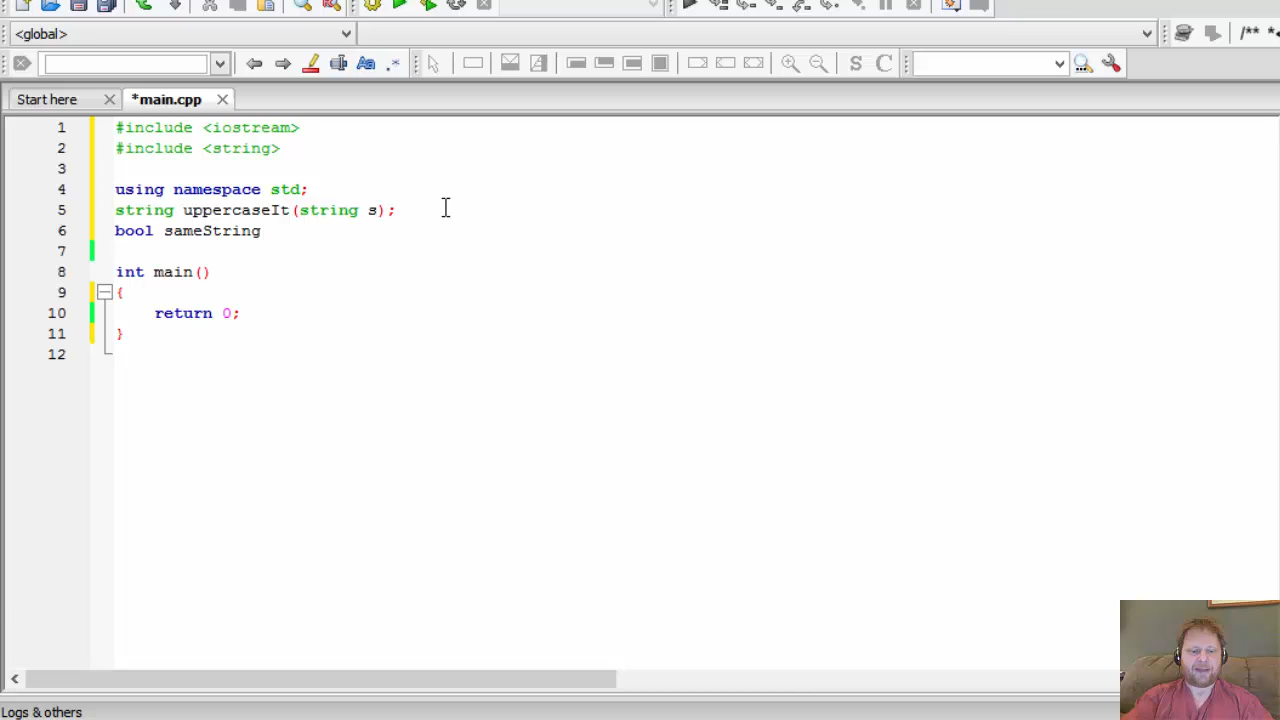 <global>
/** *<
S C
Start here
*main.cpp
1 #include <iostream>
2 #include <string>
3
4 using namespace std;
5 string uppercaseIt(string s);
6 bool sameString
7
8 int main()
9 {
10 return 0;
11 }
12
Logs & others